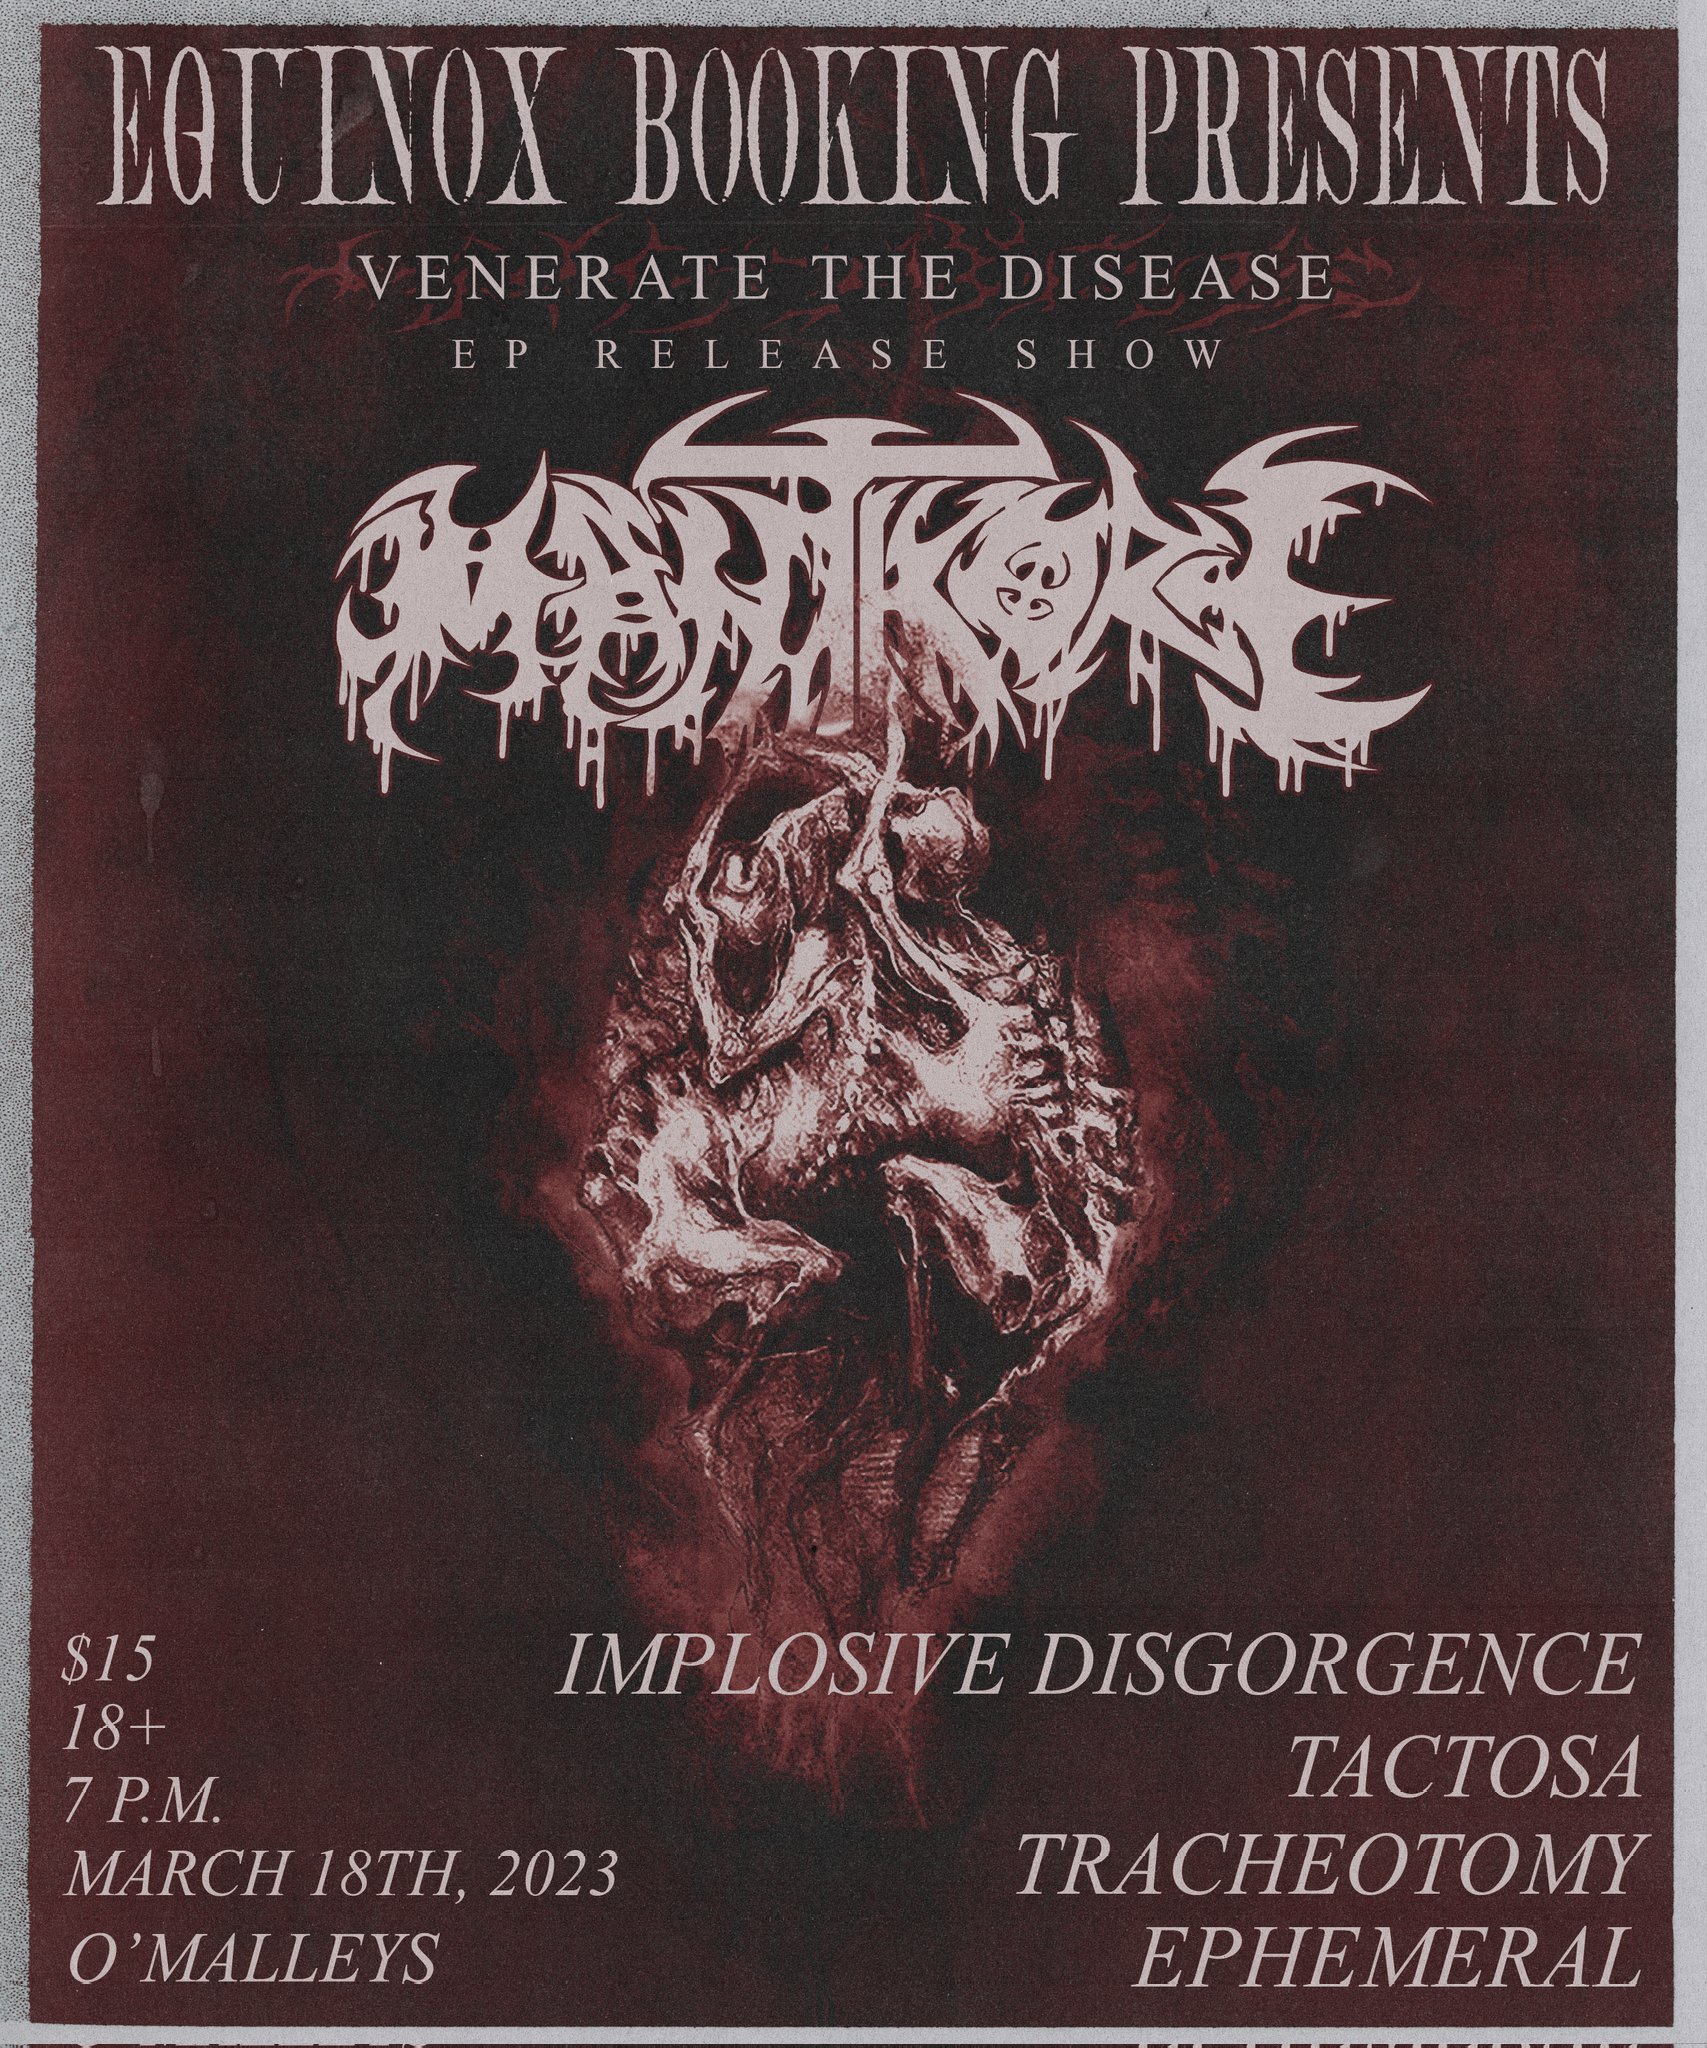 EQUINOX BOOKING PRESENTS
VENERATE THE DISEASE
EP RELEASE SHOW
MANTIKORE
$15
18+
7 P.M.
MARCH 18TH, 2023
O'MALLEYS
IMPLOSIVE DISGORGENCE
TACTOSA
TRACHEOTOMY
EPHEMERAL